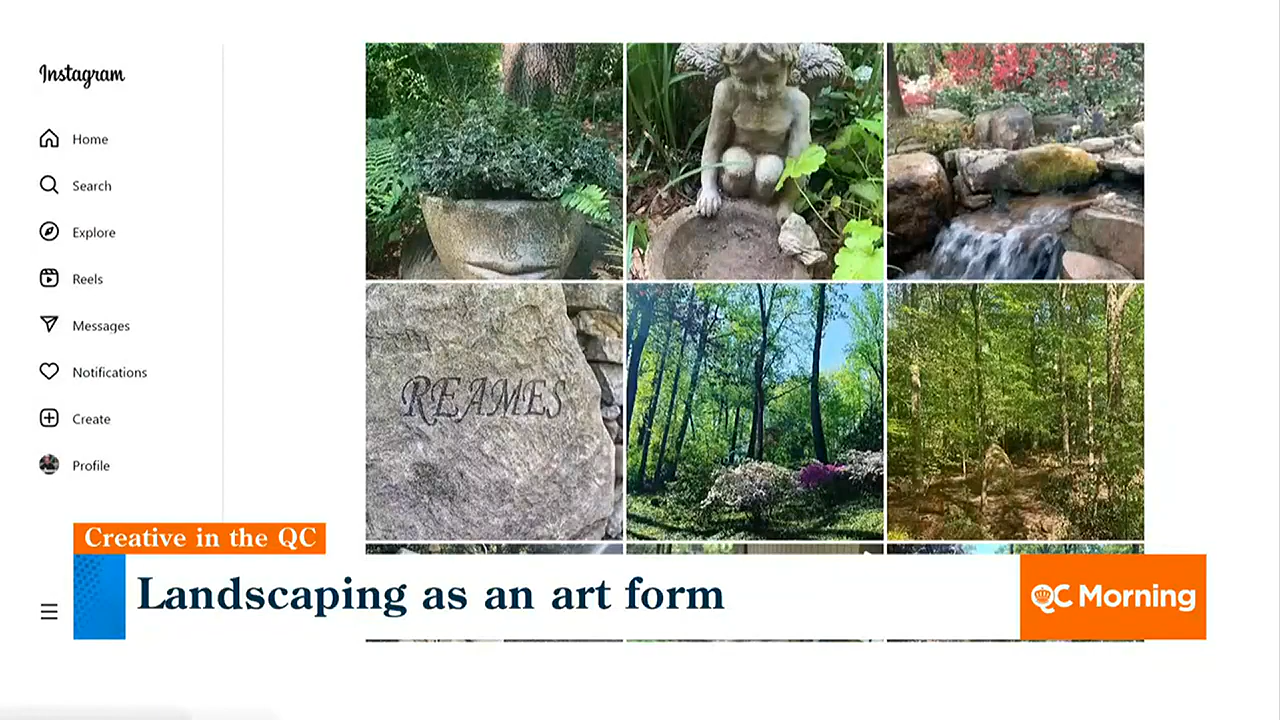 Instagram
Home
Search
Explore
Reels
Messages
Notifications
Create
Profile
REAMES
Creative in the QC
Landscaping as an art form
QC Morning